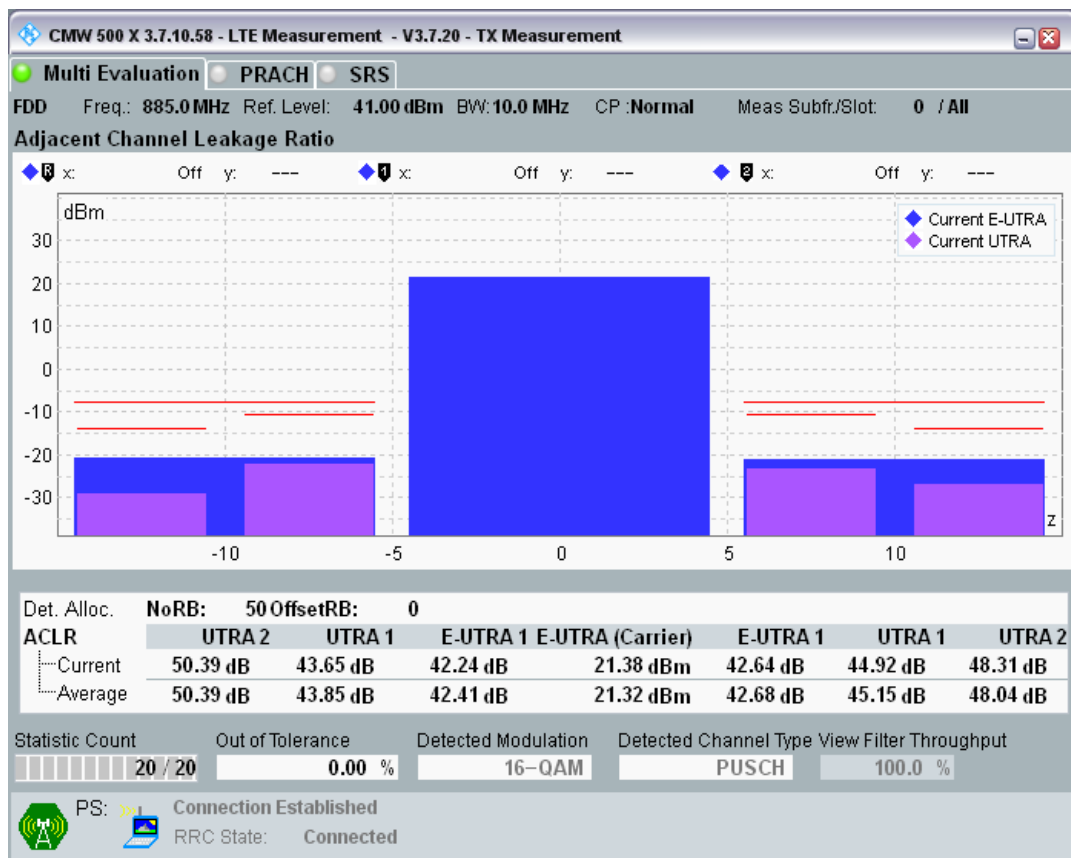 CMW 500 X 3.7.10.58 - LTE Measurement - V3.7.20 - TX Measurement
Multi Evaluation PRACH SRS
FDD Freq.: 885.0 MHz Ref. Level: 41.00 dBm BW: 10.0 MHz CP :Normal Meas Subfr./Slot: 0 / All
Adjacent Channel Leakage Ratio
R x: Off y: --- 1 x: Off y: --- 2 x: Off y: ---
dBm
Current E-UTRA
Current UTRA
30
20
10
0
-10
-20
-30
z
-10 -5 0 5 10
Det. Alloc. NoRB: 50 OffsetRB: 0
ACLR UTRA 2 UTRA 1 E-UTRA 1 E-UTRA (Carrier) E-UTRA 1 UTRA 1 UTRA 2
Current 50.39 dB 43.65 dB 42.24 dB 21.38 dBm 42.64 dB 44.92 dB 48.31 dB
Average 50.39 dB 43.85 dB 42.41 dB 21.32 dBm 42.68 dB 45.15 dB 48.04 dB
Statistic Count Out of Tolerance Detected Modulation Detected Channel Type View Filter Throughput
20 / 20 0.00 % 16-QAM PUSCH 100.0 %
PS: Connection Established
RRC State: Connected